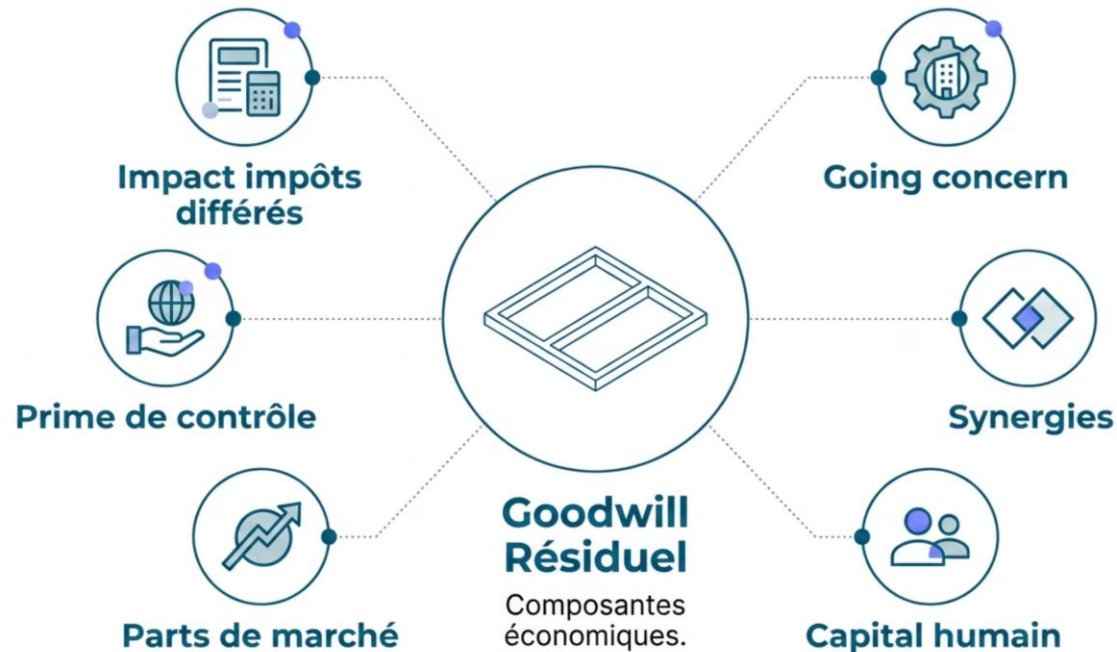 Impact impôts
différés
Going concern
Prime de contrôle
Synergies
Parts de marché
Goodwill
Résiduel
Composantes
économiques.
Capital humain